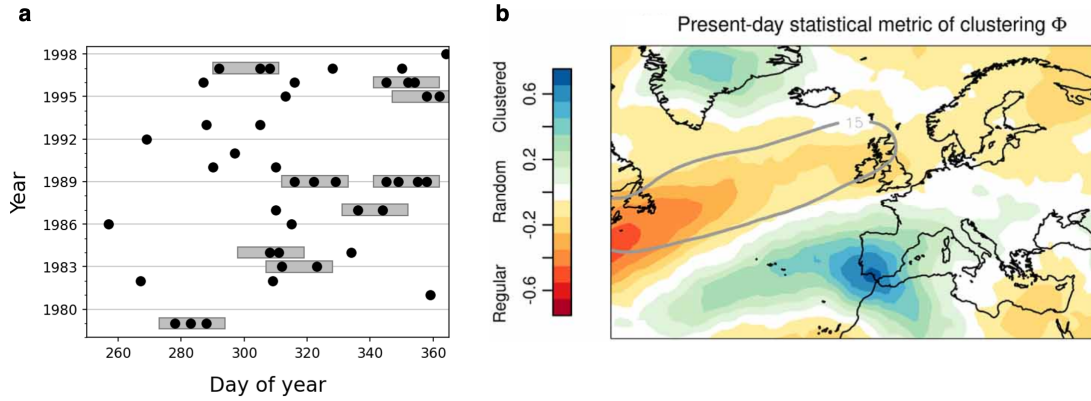 a
1998
1995
1992
1989
1986
1983
1980
Year
260 280 300 320 340 360
Day of year
b
Present-day statistical metric of clustering Φ
Clustered
Random
Regular
0.6
0.2
-0.2
-0.6
15